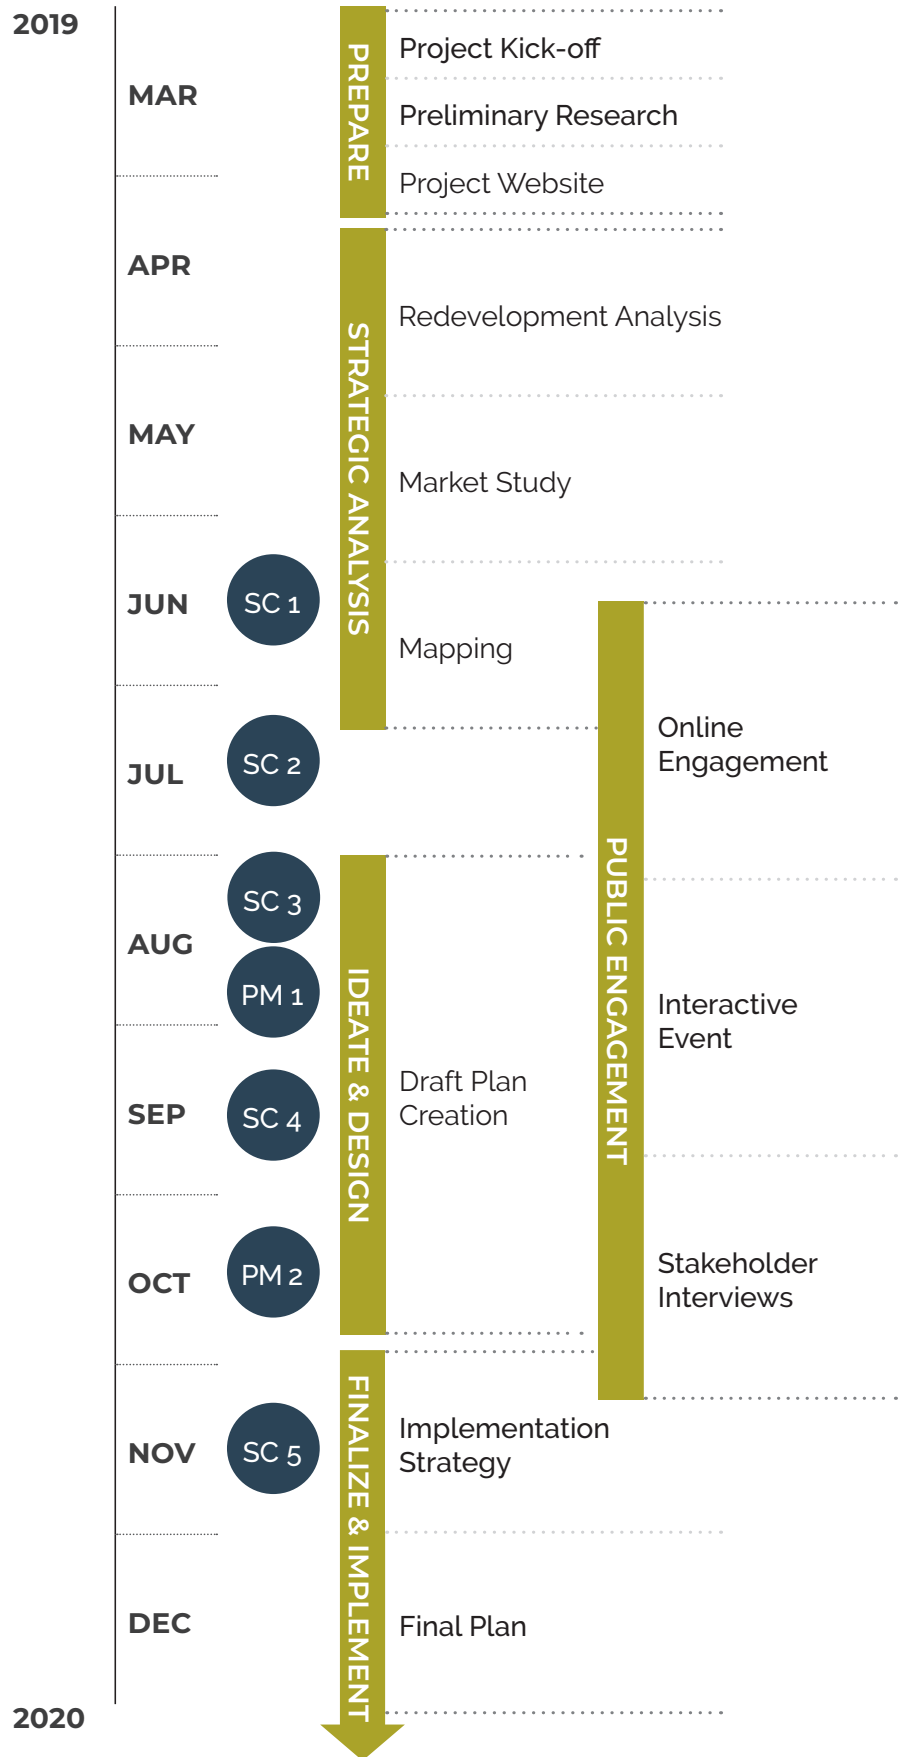 2019
MAR
APR
MAY
JUN
JUL
AUG
SEP
OCT
NOV
DEC
2020
SC 1
SC 2
SC 3
PM 1
SC 4
PM 2
SC 5
PREPARE
Project Kick-off
Preliminary Research
Project Website
STRATEGIC ANALYSIS
Redevelopment Analysis
Market Study
Mapping
IDEATE & DESIGN
Draft Plan
Creation
FINALIZE & IMPLEMENT
Implementation
Strategy
Final Plan
PUBLIC ENGAGEMENT
Online
Engagement
Interactive
Event
Stakeholder
Interviews